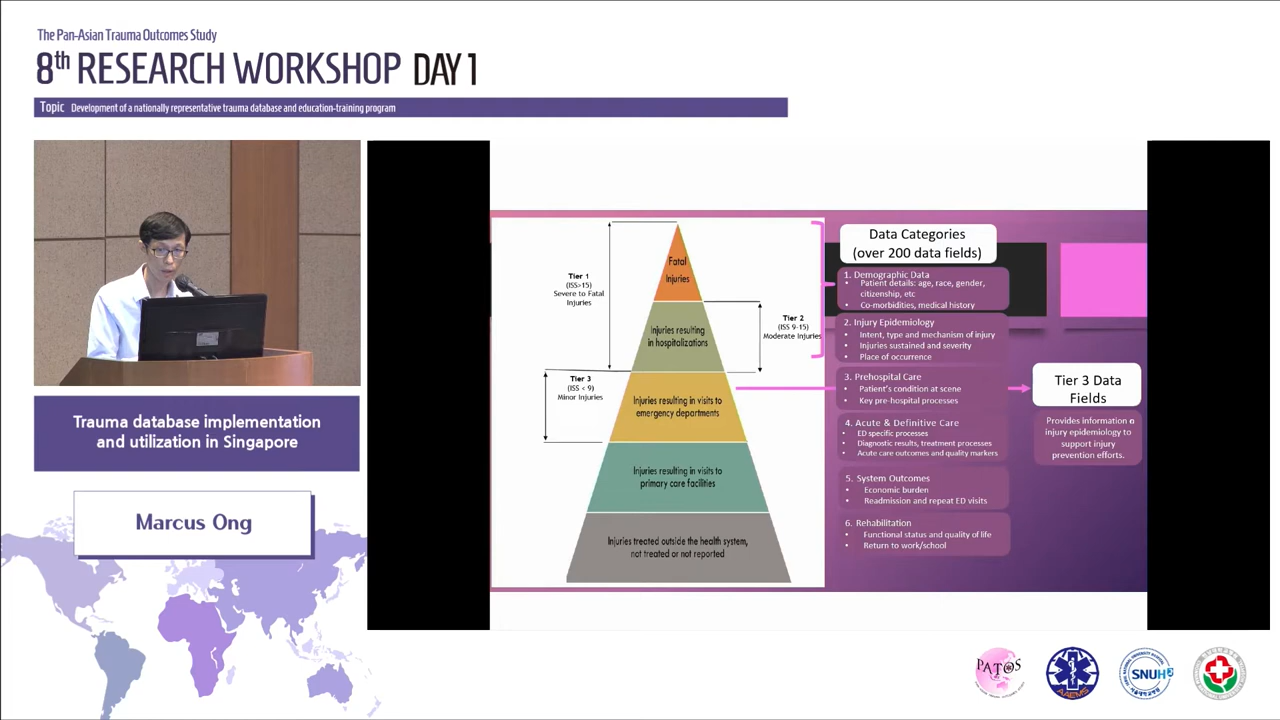 The Pan-Asian Trauma Outcomes Study
8th RESEARCH WORKSHOP DAY 1
Topic Development of a nationally representative trauma database and education-training program
Trauma database implementation
and utilization in Singapore
Marcus Ong
Fatal
Injuries
Injuries resulting
in hospitalizations
Injuries resulting in visits to
emergency departments
Injuries resulting in visits to
primary care facilities
Injuries treated outside the health system,
not treated or not reported
Tier 1
(ISS>15)
Severe to Fatal
Injuries
Tier 2
(ISS 9-15)
Moderate Injuries
Tier 3
(ISS < 9)
Minor Injuries
Data Categories
(over 200 data fields)
1. Demographic Data
• Patient details: age, race, gender,
citizenship, etc
• Co-morbidities, medical history
2. Injury Epidemiology
• Intent, type and mechanism of injury
• Injuries sustained and severity
• Place of occurrence
3. Prehospital Care
• Patient's condition at scene
• Key pre-hospital processes
4. Acute & Definitive Care
• ED specific processes
• Diagnostic results, treatment processes
• Acute care outcomes and quality markers
5. System Outcomes
• Economic burden
• Readmission and repeat ED visits
6. Rehabilitation
• Functional status and quality of life
• Return to work/school
Tier 3 Data
Fields
Provides information
injury epidemiology to
support injury
prevention efforts.
PATOS
AAEMS
SNUH